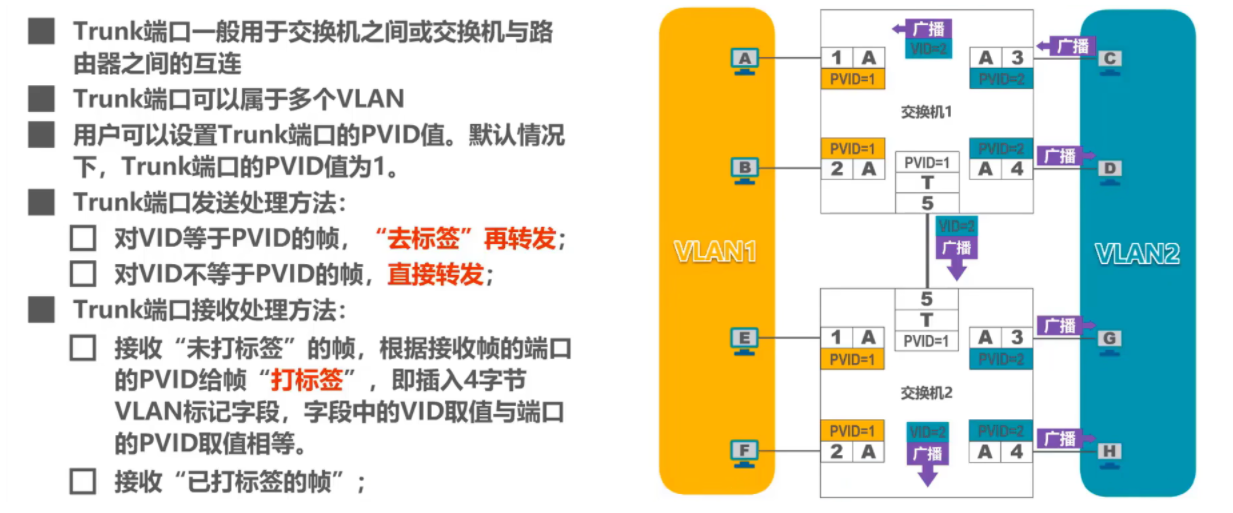 Trunk端口一般用于交换机之间或交换机与路
由器之间的互连
Trunk端口可以属于多个VLAN
用户可以设置Trunk端口的PVID值。默认情况
下，Trunk端口的PVID值为1。
Trunk端口发送处理方法：
对VID等于PVID的帧，“去标签”再转发；
对VID不等于PVID的帧，直接转发；
Trunk端口接收处理方法：
接收“未打标签”的帧，根据接收帧的端口
的PVID给帧“打标签”，即插入4字节
VLAN标记字段，字段中的VID取值与端口
的PVID取值相等。
接收“已打标签的帧”；
广播
VID=2
广播
A
1 A
A 3
C
PVID=1
PVID=2
交换机1
PVID=1
PVID=2
广播
B
2 A
PVID=1
A 4
D
T
5
VID=2
广播
VLAN1
VLAN2
5
广播
E
1 A
T
A 3
G
PVID=1
PVID=1
PVID=2
交换机2
PVID=1
VID=2
PVID=2
广播
F
2 A
广播
A 4
H